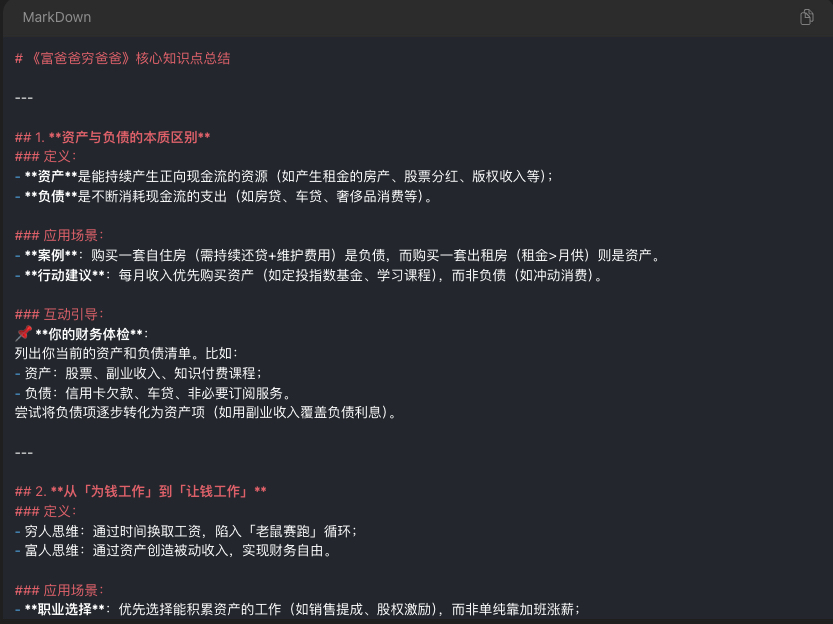 MarkDown
# 《富爸爸穷爸爸》核心知识点总结
---
## 1. **资产与负债的本质区别**
### 定义：
- **资产**是能持续产生正向现金流的资源（如产生租金的房产、股票分红、版权收入等）；
- **负债**是不断消耗现金流的支出（如房贷、车贷、奢侈品消费等）。
### 应用场景：
- **案例**：购买一套自住房（需持续还贷+维护费用）是负债，而购买一套出租房（租金>月供）则是资产。
- **行动建议**：每月收入优先购买资产（如定投指数基金、学习课程），而非负债（如冲动消费）。
### 互动引导：
📌 **你的财务体检**：
列出你当前的资产和负债清单。比如：
- 资产：股票、副业收入、知识付费课程；
- 负债：信用卡欠款、车贷、非必要订阅服务。
尝试将负债项逐步转化为资产项（如用副业收入覆盖负债利息）。
---
## 2. **从「为钱工作」到「让钱工作」**
### 定义：
- 穷人思维：通过时间换取工资，陷入「老鼠赛跑」循环；
- 富人思维：通过资产创造被动收入，实现财务自由。
### 应用场景：
- **职业选择**：优先选择能积累资产的工作（如销售提成、股权激励），而非单纯靠加班涨薪；